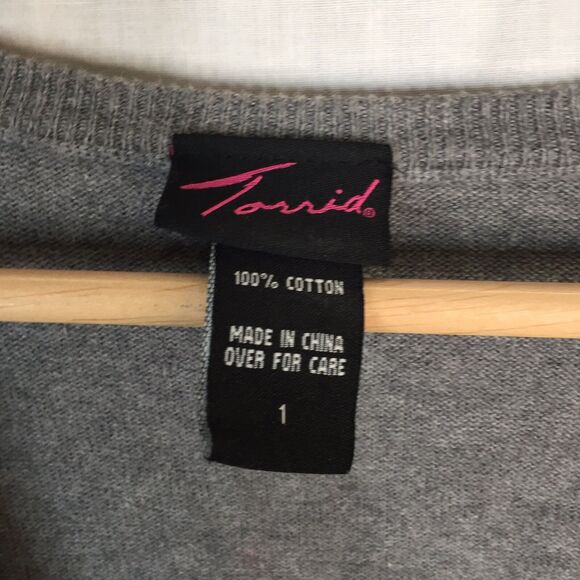 Torrid®
100% COTTON
MADE IN CHINA
OVER FOR CARE
1